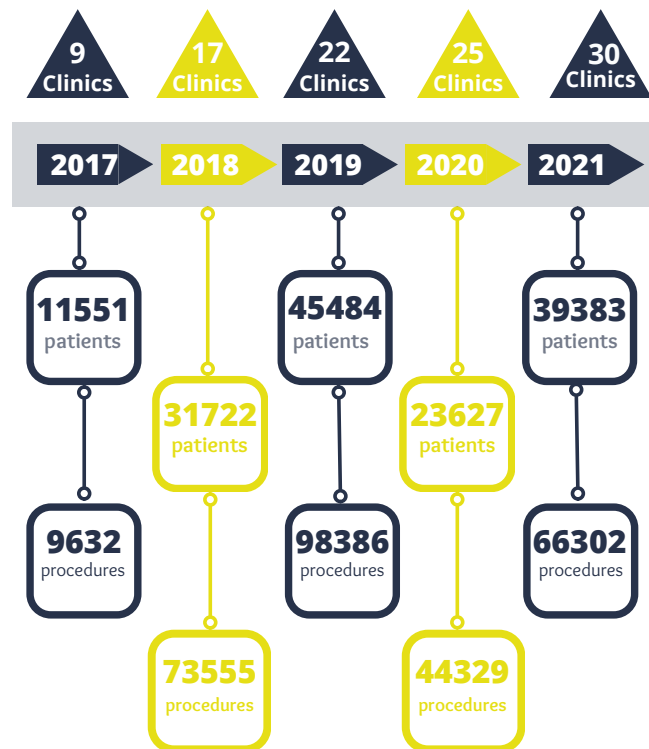 9
Clinics
17
Clinics
22
Clinics
25
Clinics
30
Clinics
2017
2018
2019
2020
2021
11551
patients
45484
patients
39383
patients
31722
patients
23627
patients
9632
procedures
98386
procedures
66302
procedures
73555
procedures
44329
procedures